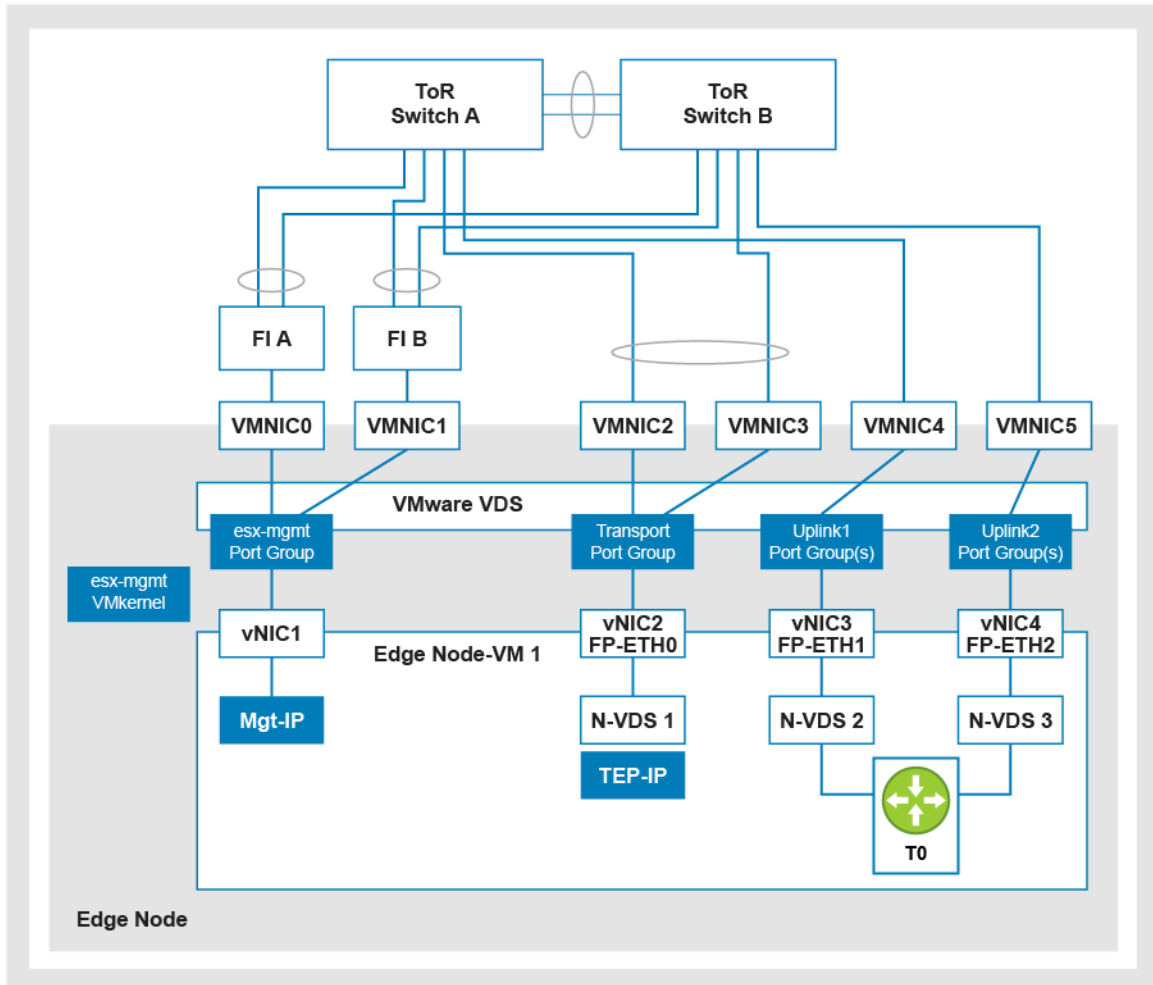 ToR
Switch A
ToR
Switch B
FI A
FI B
VMNIC0
VMNIC1
VMNIC2
VMNIC3
VMNIC4
VMNIC5
VMware VDS
esx-mgmt
Port Group
Transport
Port Group
Uplink1
Port Group(s)
Uplink2
Port Group(s)
esx-mgmt
VMkernel
vNIC1
vNIC2
FP-ETH0
vNIC3
FP-ETH1
vNIC4
FP-ETH2
Edge Node-VM 1
Mgt-IP
N-VDS 1
N-VDS 2
N-VDS 3
TEP-IP
T0
Edge Node